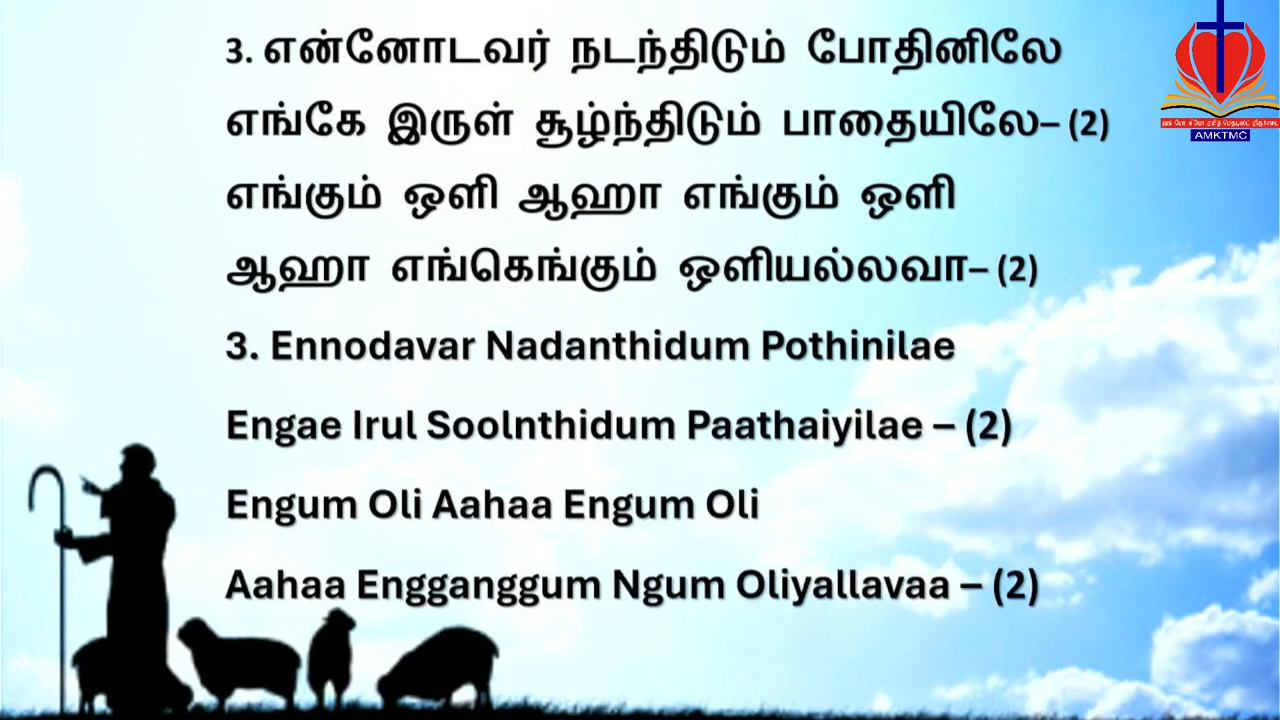 3. என்னோடவர் நடந்திடும் போதினிலே
எங்கே இருள் சூழ்ந்திடும் பாதையிலே– (2)
எங்கும் ஒளி ஆஹா எங்கும் ஒளி
ஆஹா எங்கெங்கும் ஒளியல்லவா– (2)
3. Ennodavar Nadanthidum Pothinilae
Engae Irul Soolnthidum Paathaiyilae – (2)
Engum Oli Aahaa Engum Oli
Aahaa Engganggum Ngum Oliyallavaa – (2)
AMKTMC